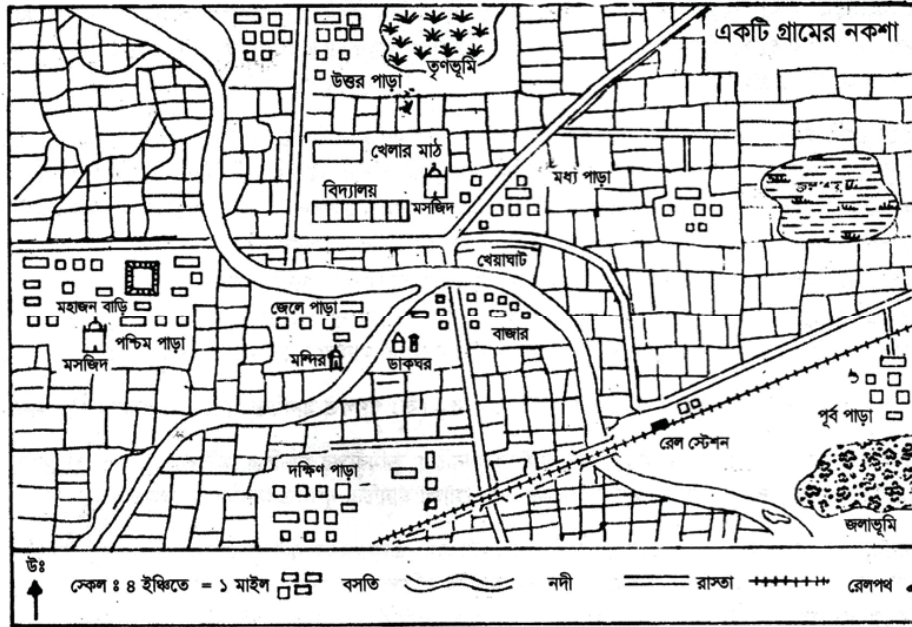 একটি গ্রামের নকশা
তৃণভূমি
উত্তর পাড়া
খেলার মাঠ
মধ্য পাড়া
বিদ্যালয়
মসজিদ
খেয়াঘাট
মহাজন বাড়ি
জেলে পাড়া
বাজার
পশ্চিম পাড়া
মসজিদ
মন্দির
ডাকঘর
পূর্ব পাড়া
রেল স্টেশন
দক্ষিণ পাড়া
জলাভূমি
উঃ
স্কেল : ৪ ইঞ্চিতে = ১ মাইল বসতি নদী রাস্তা রেলপথ